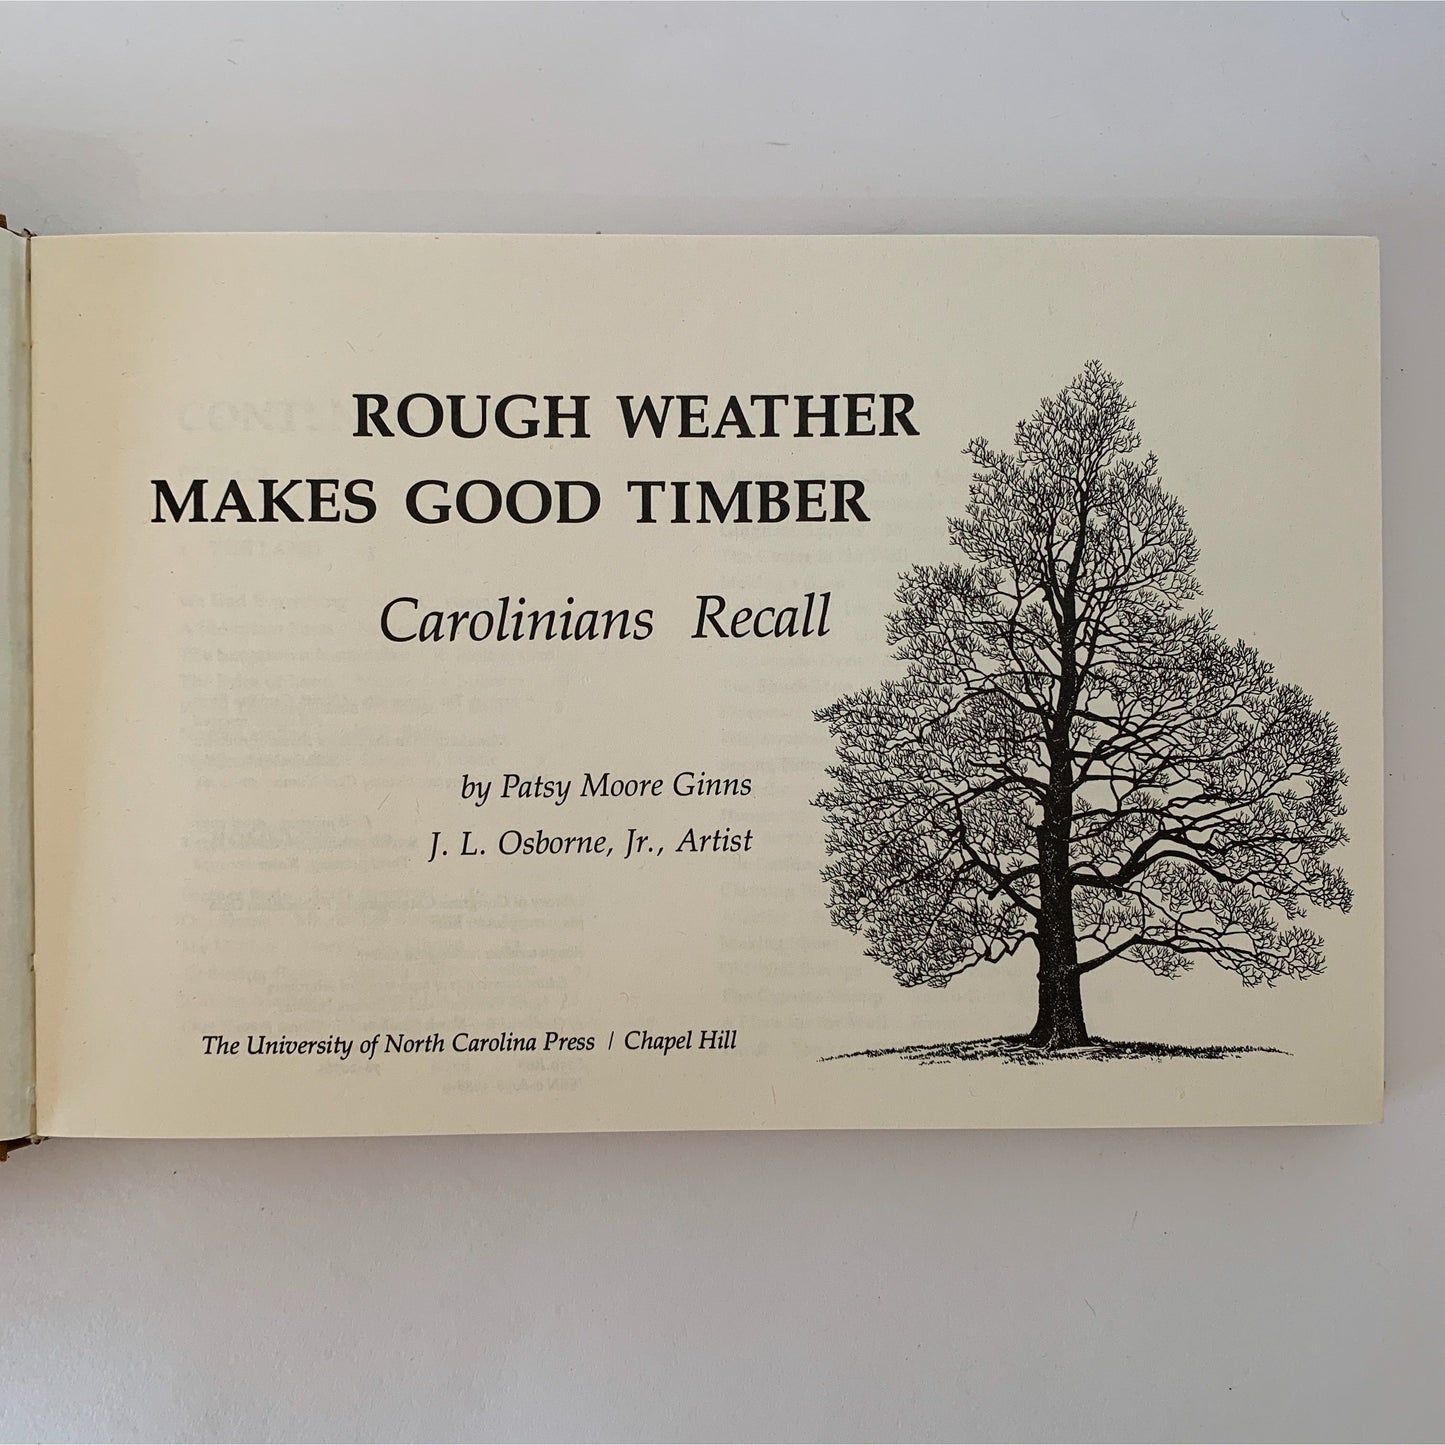 ROUGH WEATHER
MAKES GOOD TIMBER
Carolinians Recall
by Patsy Moore Ginns
J. L. Osborne, Jr., Artist
The University of North Carolina Press / Chapel Hill